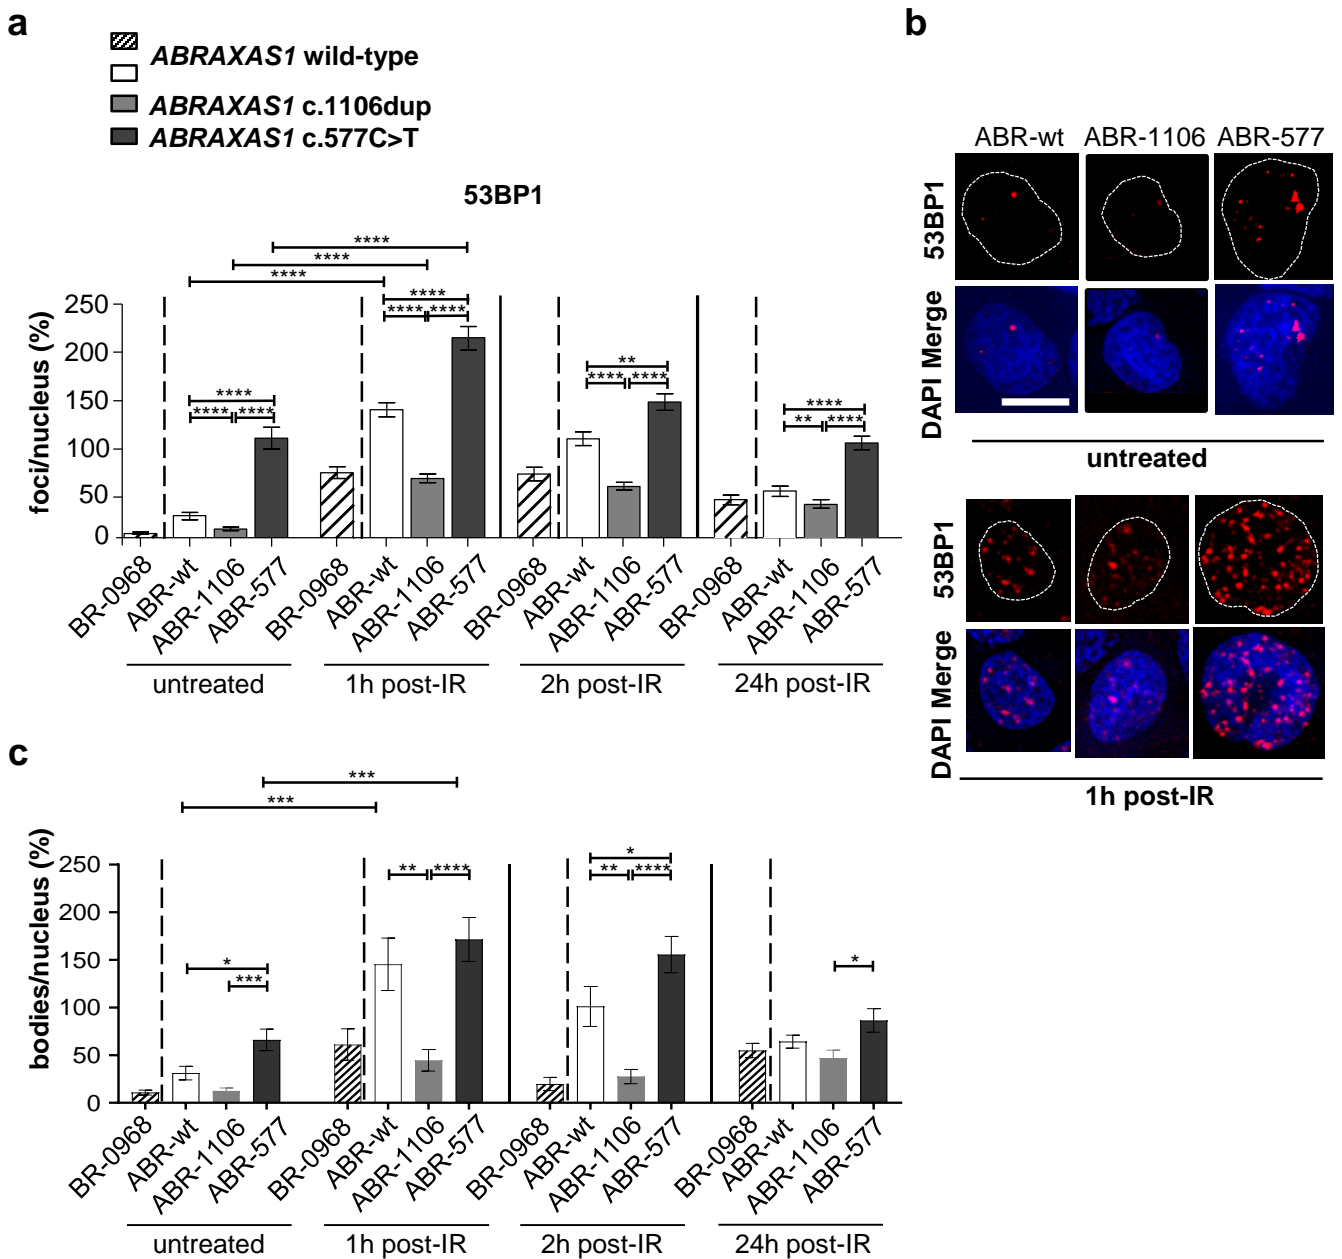 a
ABRAXAS1 wild-type
ABRAXAS1 c.1106dup
ABRAXAS1 c.577C>T
53BP1
****
****
****
****
**** ****
****
**** ****
**
**** ****
****
** ****
foci/nucleus (%)
250
200
150
100
50
0
BR-0968 ABR-wt ABR-1106 ABR-577 BR-0968 ABR-wt ABR-1106 ABR-577 BR-0968 ABR-wt ABR-1106 ABR-577 BR-0968 ABR-wt ABR-1106 ABR-577
untreated 1h post-IR 2h post-IR 24h post-IR
b
ABR-wt ABR-1106 ABR-577
53BP1
DAPI Merge
untreated
53BP1
DAPI Merge
1h post-IR
c
***
***
*
***
** ****
*
** ****
*
bodies/nucleus (%)
250
200
150
100
50
0
BR-0968 ABR-wt ABR-1106 ABR-577 BR-0968 ABR-wt ABR-1106 ABR-577 BR-0968 ABR-wt ABR-1106 ABR-577 BR-0968 ABR-wt ABR-1106 ABR-577
untreated 1h post-IR 2h post-IR 24h post-IR